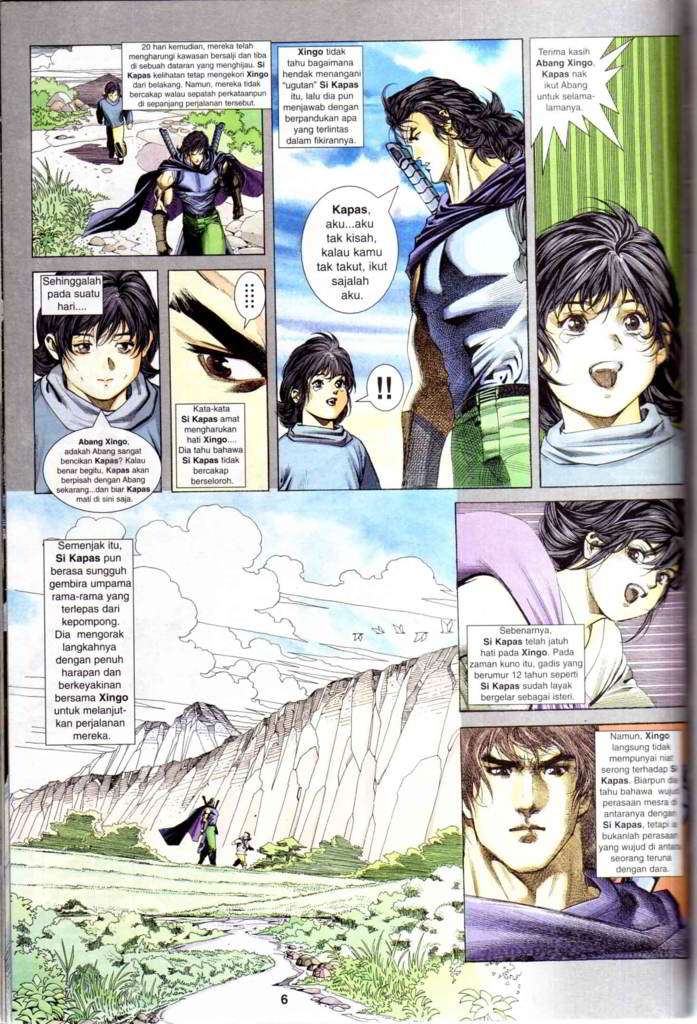 20 hari kemudian, mereka telah
mengharungi kawasan bersalji dan tiba
di sebuah dataran yang menghijau. Si
Kapas kelihatan tetap mengekori Xingo
dari belakang. Namun, mereka tidak
bercakap walau sepatah perkataanpun
di sepanjang perjalanan tersebut.
Xingo tidak
tahu bagaimana
hendak menangani
"ugutan" Si Kapas
itu, lalu dia pun
menjawab dengan
berpandukan apa
yang terlintas
dalam fikirannya.
Kapas,
aku...aku
tak kisah,
kalau kamu
tak takut, ikut
sajalah
aku.
!!
Terima kasih
Abang Xingo,
Kapas nak
ikut Abang
untuk selama-
lamanya.
Sehinggalah
pada suatu
hari....
Abang Xingo,
adakah Abang sangat
bencikan Kapas? Kalau
benar begitu, Kapas akan
berpisah dengan Abang
sekarang...dan biar Kapas
mati di sini saja.
Kata-kata
Si Kapas amat
mengharukan
hati Xingo....
Dia tahu bahawa
Si Kapas tidak
bercakap
berseloroh.
Semenjak itu,
Si Kapas pun
berasa sungguh
gembira umpama
rama-rama yang
terlepas dari
kepompong.
Dia mengorak
langkahnya
dengan penuh
harapan dan
berkeyakinan
bersama Xingo
untuk melanjut-
kan perjalanan
mereka.
Sebenarnya,
Si Kapas telah jatuh
hati pada Xingo. Pada
zaman kuno itu, gadis yang
berumur 12 tahun seperti
Si Kapas sudah layak
bergelar sebagai isteri.
Namun, Xingo
langsung tidak
mempunyai niat
serong terhadap Si
Kapas. Biarpun dia
tahu bahawa wujud
perasaan mesra di
antaranya dengan
Si Kapas, tetapi ia
bukanlah perasaan
yang wujud di antara
seorang teruna
dengan dara.
6